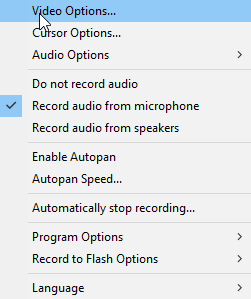 Video Options...
Cursor Options...
Audio Options
Do not record audio
Record audio from microphone
Record audio from speakers
Enable Autopan
Autopan Speed...
Automatically stop recording...
Program Options
Record to Flash Options
Language